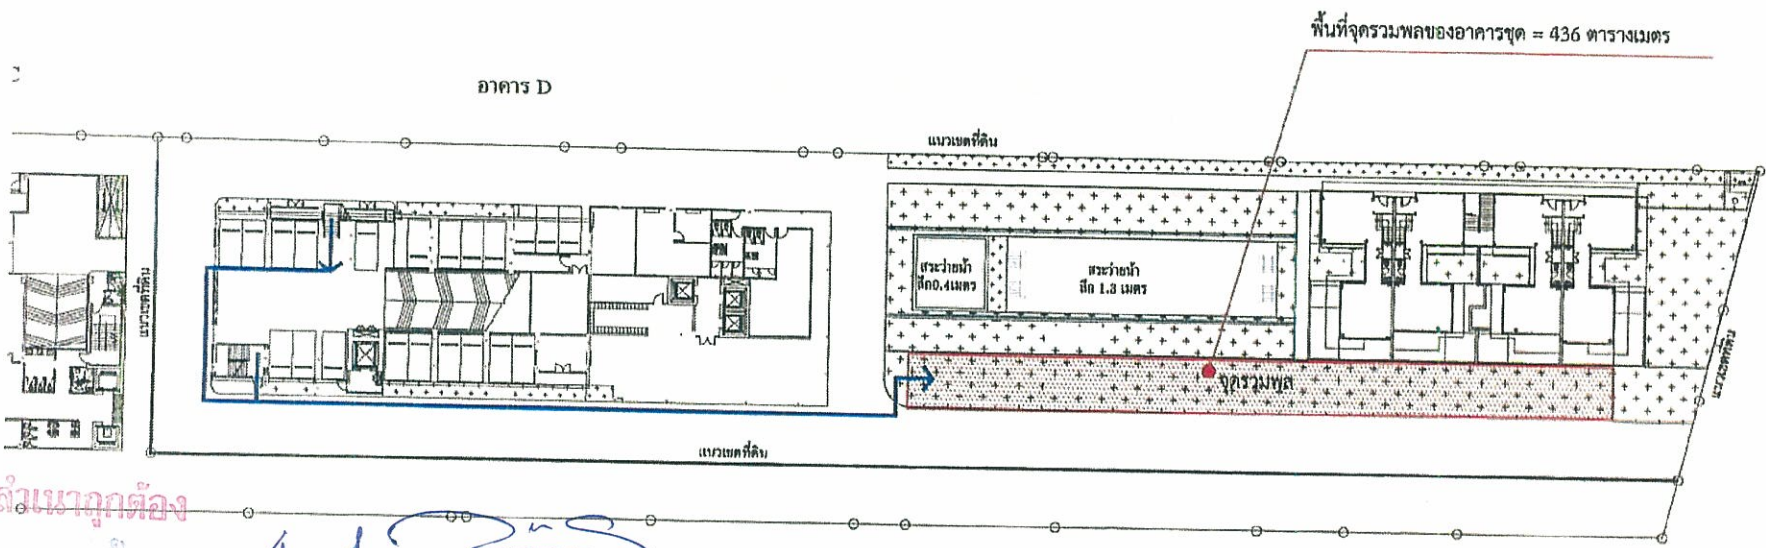 พื้นที่จุดรวมพลของอาคารชุด = 436 ตารางเมตร
อาคาร D
แนวเขตที่ดิน
แนวเขตที่ดิน
สระว่ายน้ำ
ลึก0.4เมตร
สระว่ายน้ำ
ลึก 1.3 เมตร
แนวเขตที่ดิน
จุดรวมพล
แนวเขตที่ดิน
สำเนาถูกต้อง